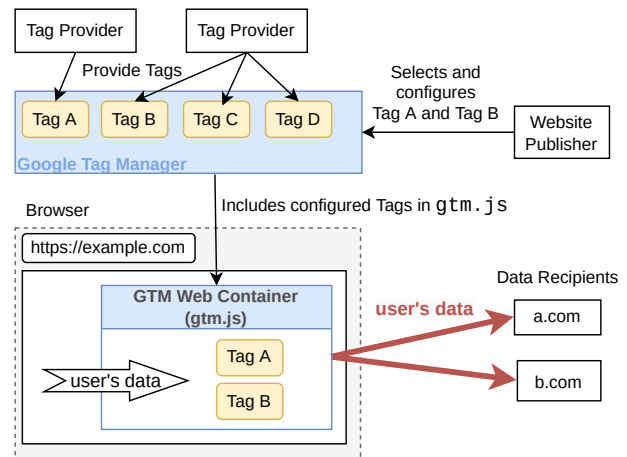 Tag Provider
Tag Provider
Provide Tags
Selects and
configures
Tag A and Tag B
Tag A
Tag B
Tag C
Tag D
Website
Publisher
Google Tag Manager
Includes configured Tags in gtm.js
Browser
https://example.com
Data Recipients
GTM Web Container
(gtm.js)
user's data
a.com
Tag A
user's data
Tag B
b.com